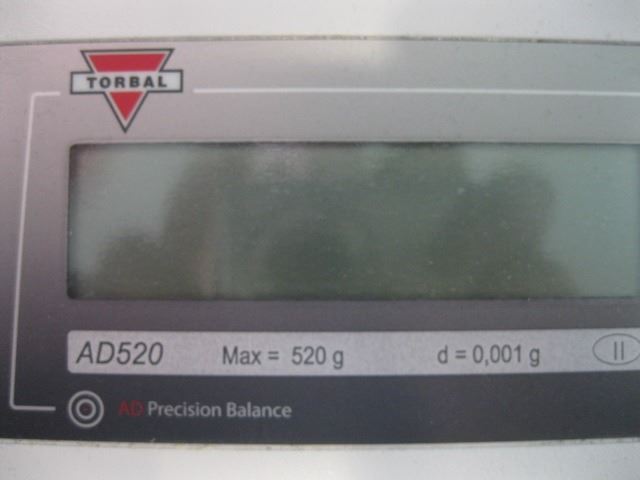 TORBAL
AD520 Max = 520 g d = 0,001 g II
AD Precision Balance